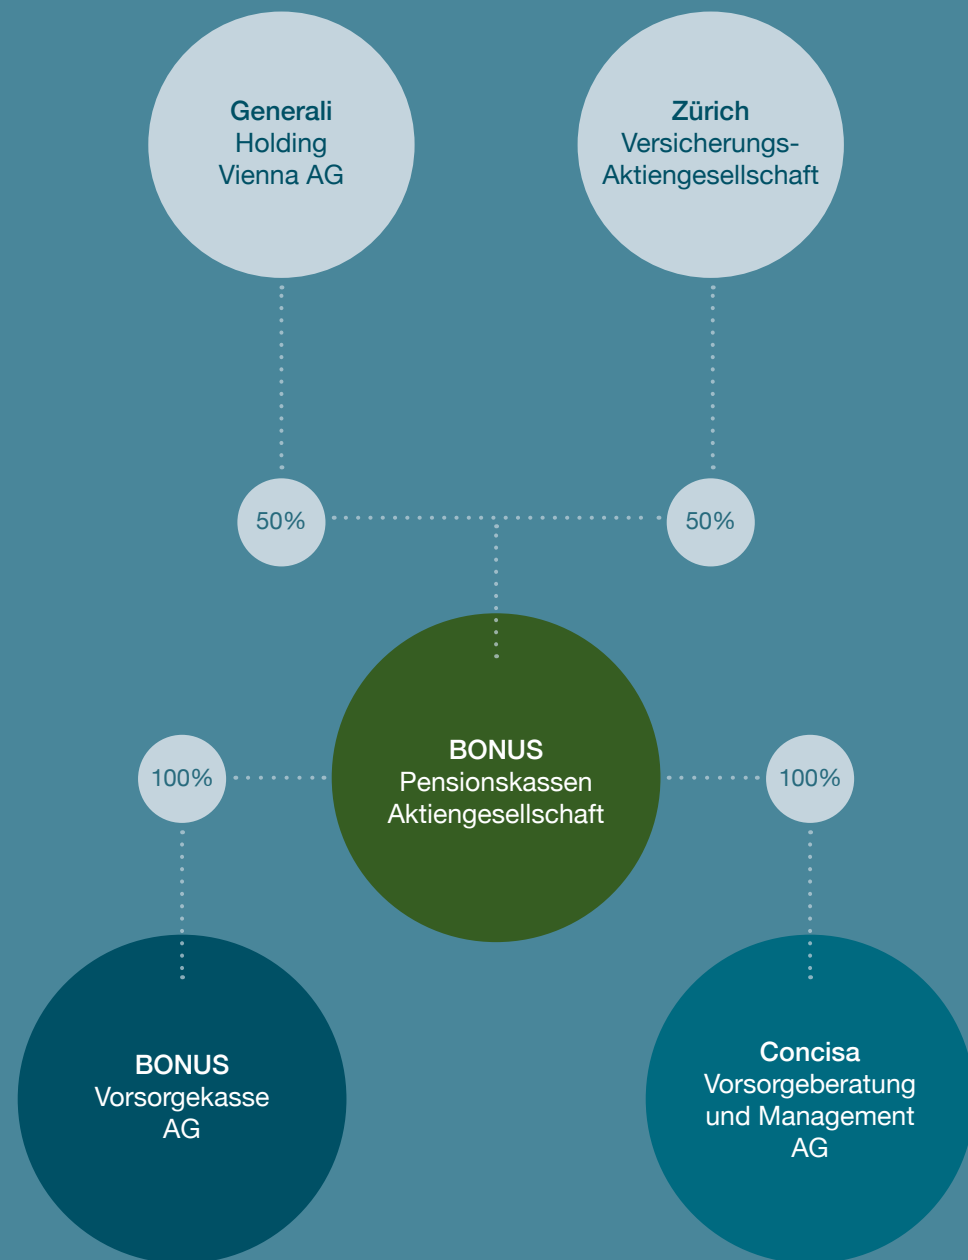 Generali
Holding
Vienna AG
Zürich
Versicherungs-
Aktiengesellschaft
50%
50%
BONUS
Pensionskassen
Aktiengesellschaft
100%
100%
BONUS
Vorsorgekasse
AG
Concisa
Vorsorgeberatung
und Management
AG